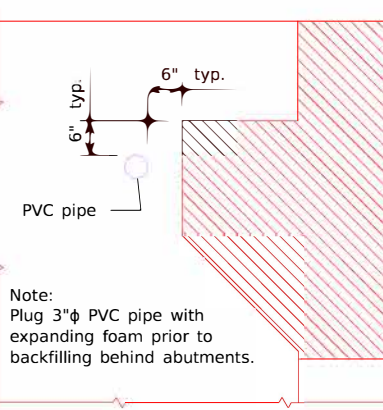 6" typ.
6" typ.
PVC pipe
Note:
Plug 3"ϕ PVC pipe with
expanding foam prior to
backfilling behind abutments.